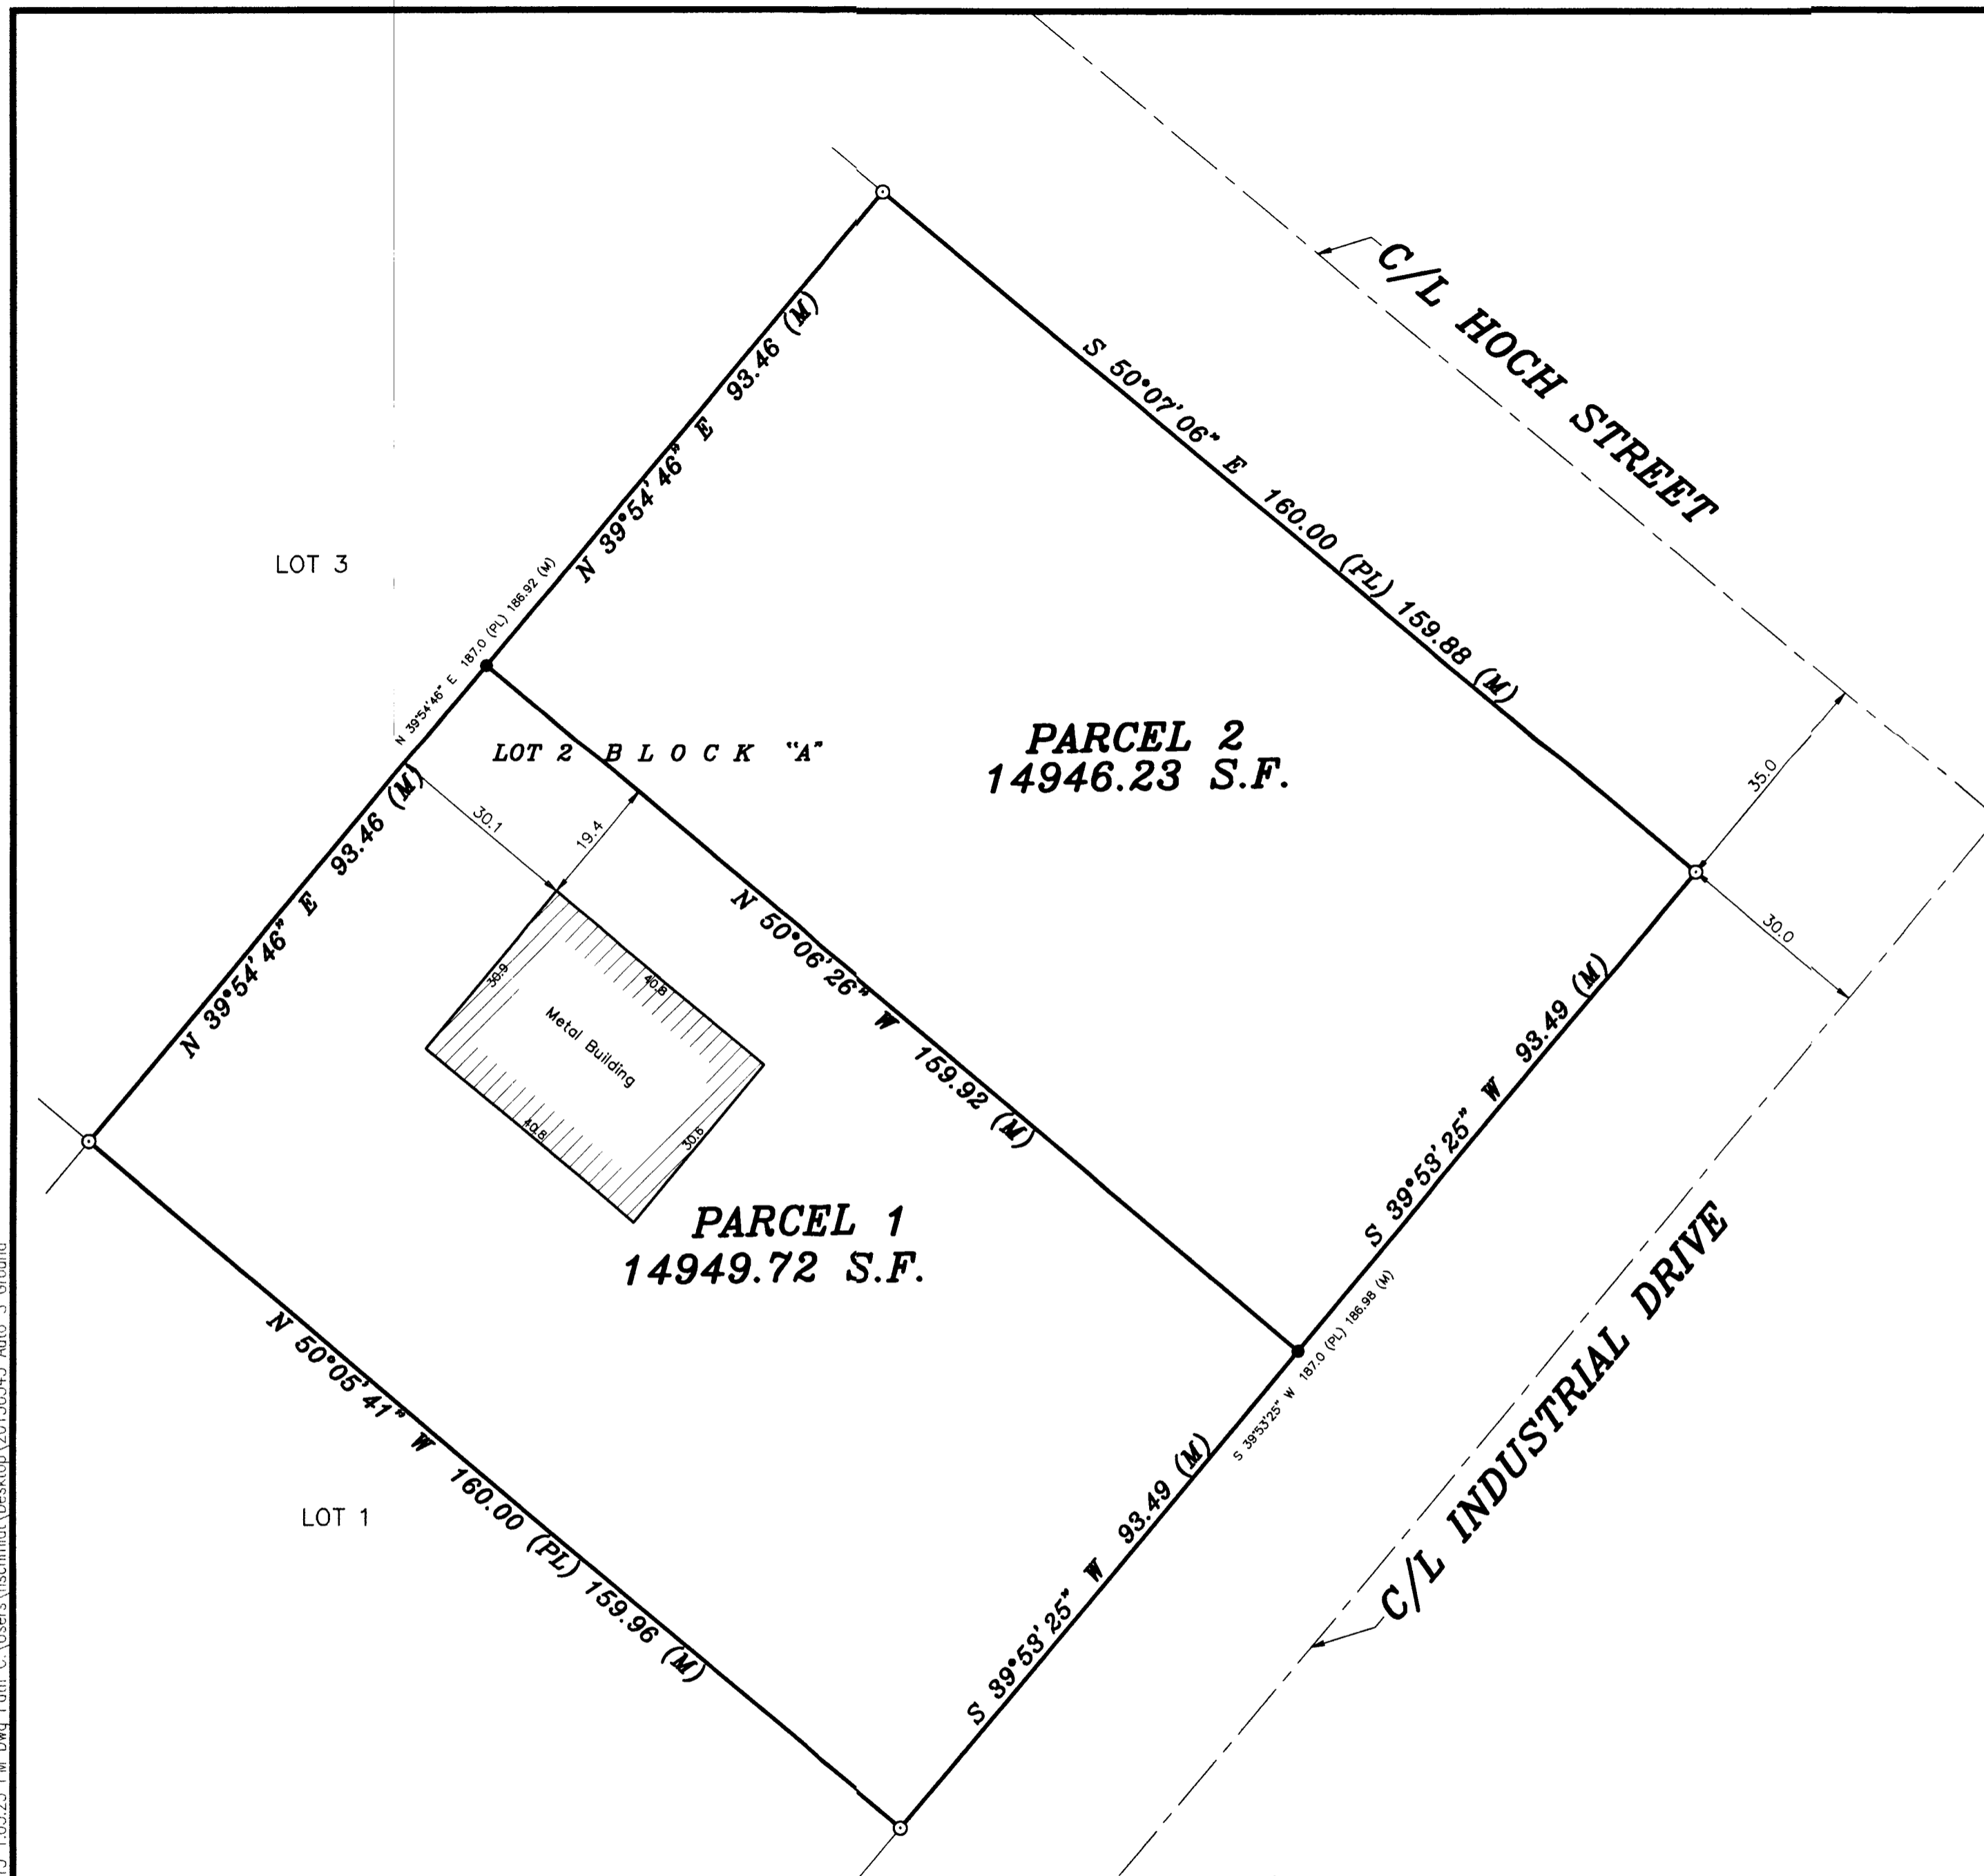 C/L HOCH STREET
N 39°54'46" E 93.46 (M)
S 50°07'06" E 160.00 (PL) 159.88 (M)
LOT 3
N 39°54'46" E 187.0 (PL) 186.92 (M)
LOT 2 BLOCK "A"
PARCEL 2
14946.23 S.F.
35.0
30.0
N 39°54'46" E 93.46 (M)
30.1
19.4
N 50°06'26" W 159.92 (M)
30.9
40.8
Metal Building
40.8
30.6
S 39°53'25" W 93.49 (M)
PARCEL 1
14949.72 S.F.
S 39°53'25" W 187.0 (PL) 186.98 (M)
C/L INDUSTRIAL DRIVE
N 50°05'41" W 160.00 (PL) 159.96 (M)
LOT 1
S 39°53'25" W 93.49 (M)